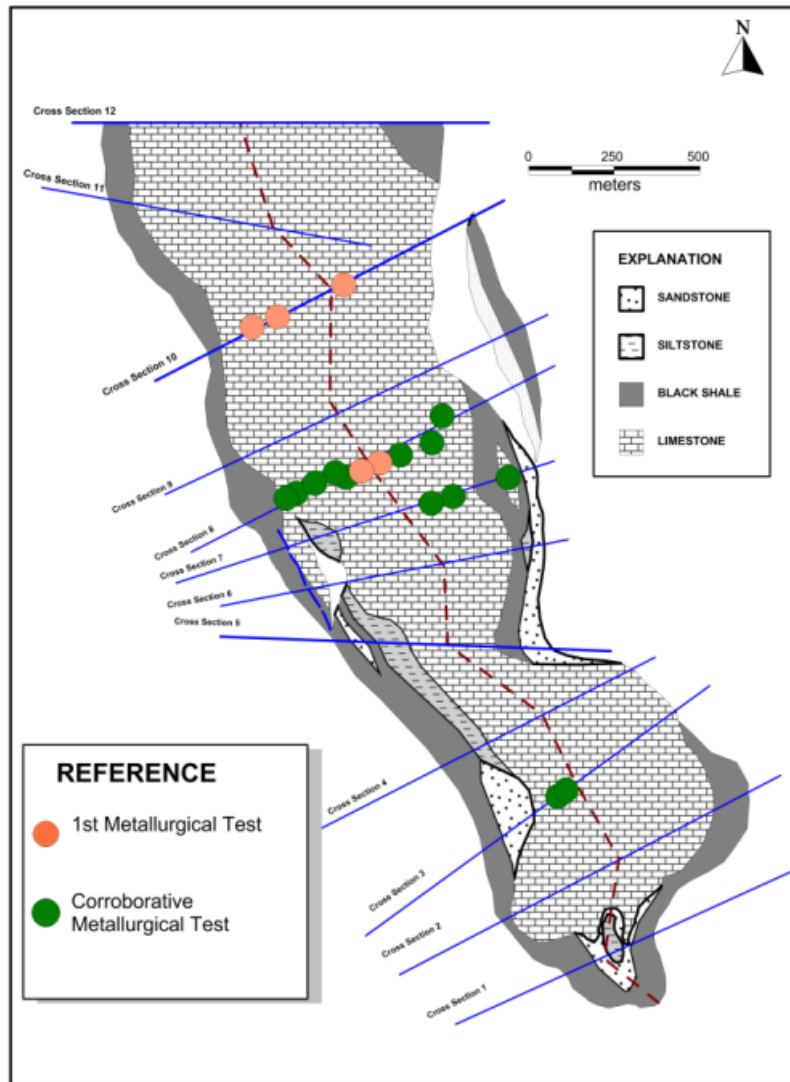 N
Cross Section 12
0 250 500
meters
Cross Section 11
EXPLANATION
SANDSTONE
SILTSTONE
BLACK SHALE
LIMESTONE
Cross Section 10
Cross Section 9
Cross Section 8
Cross Section 7
Cross Section 6
Cross Section 5
REFERENCE
1st Metallurgical Test
Corroborative
Metallurgical Test
Cross Section 4
Cross Section 3
Cross Section 2
Cross Section 1